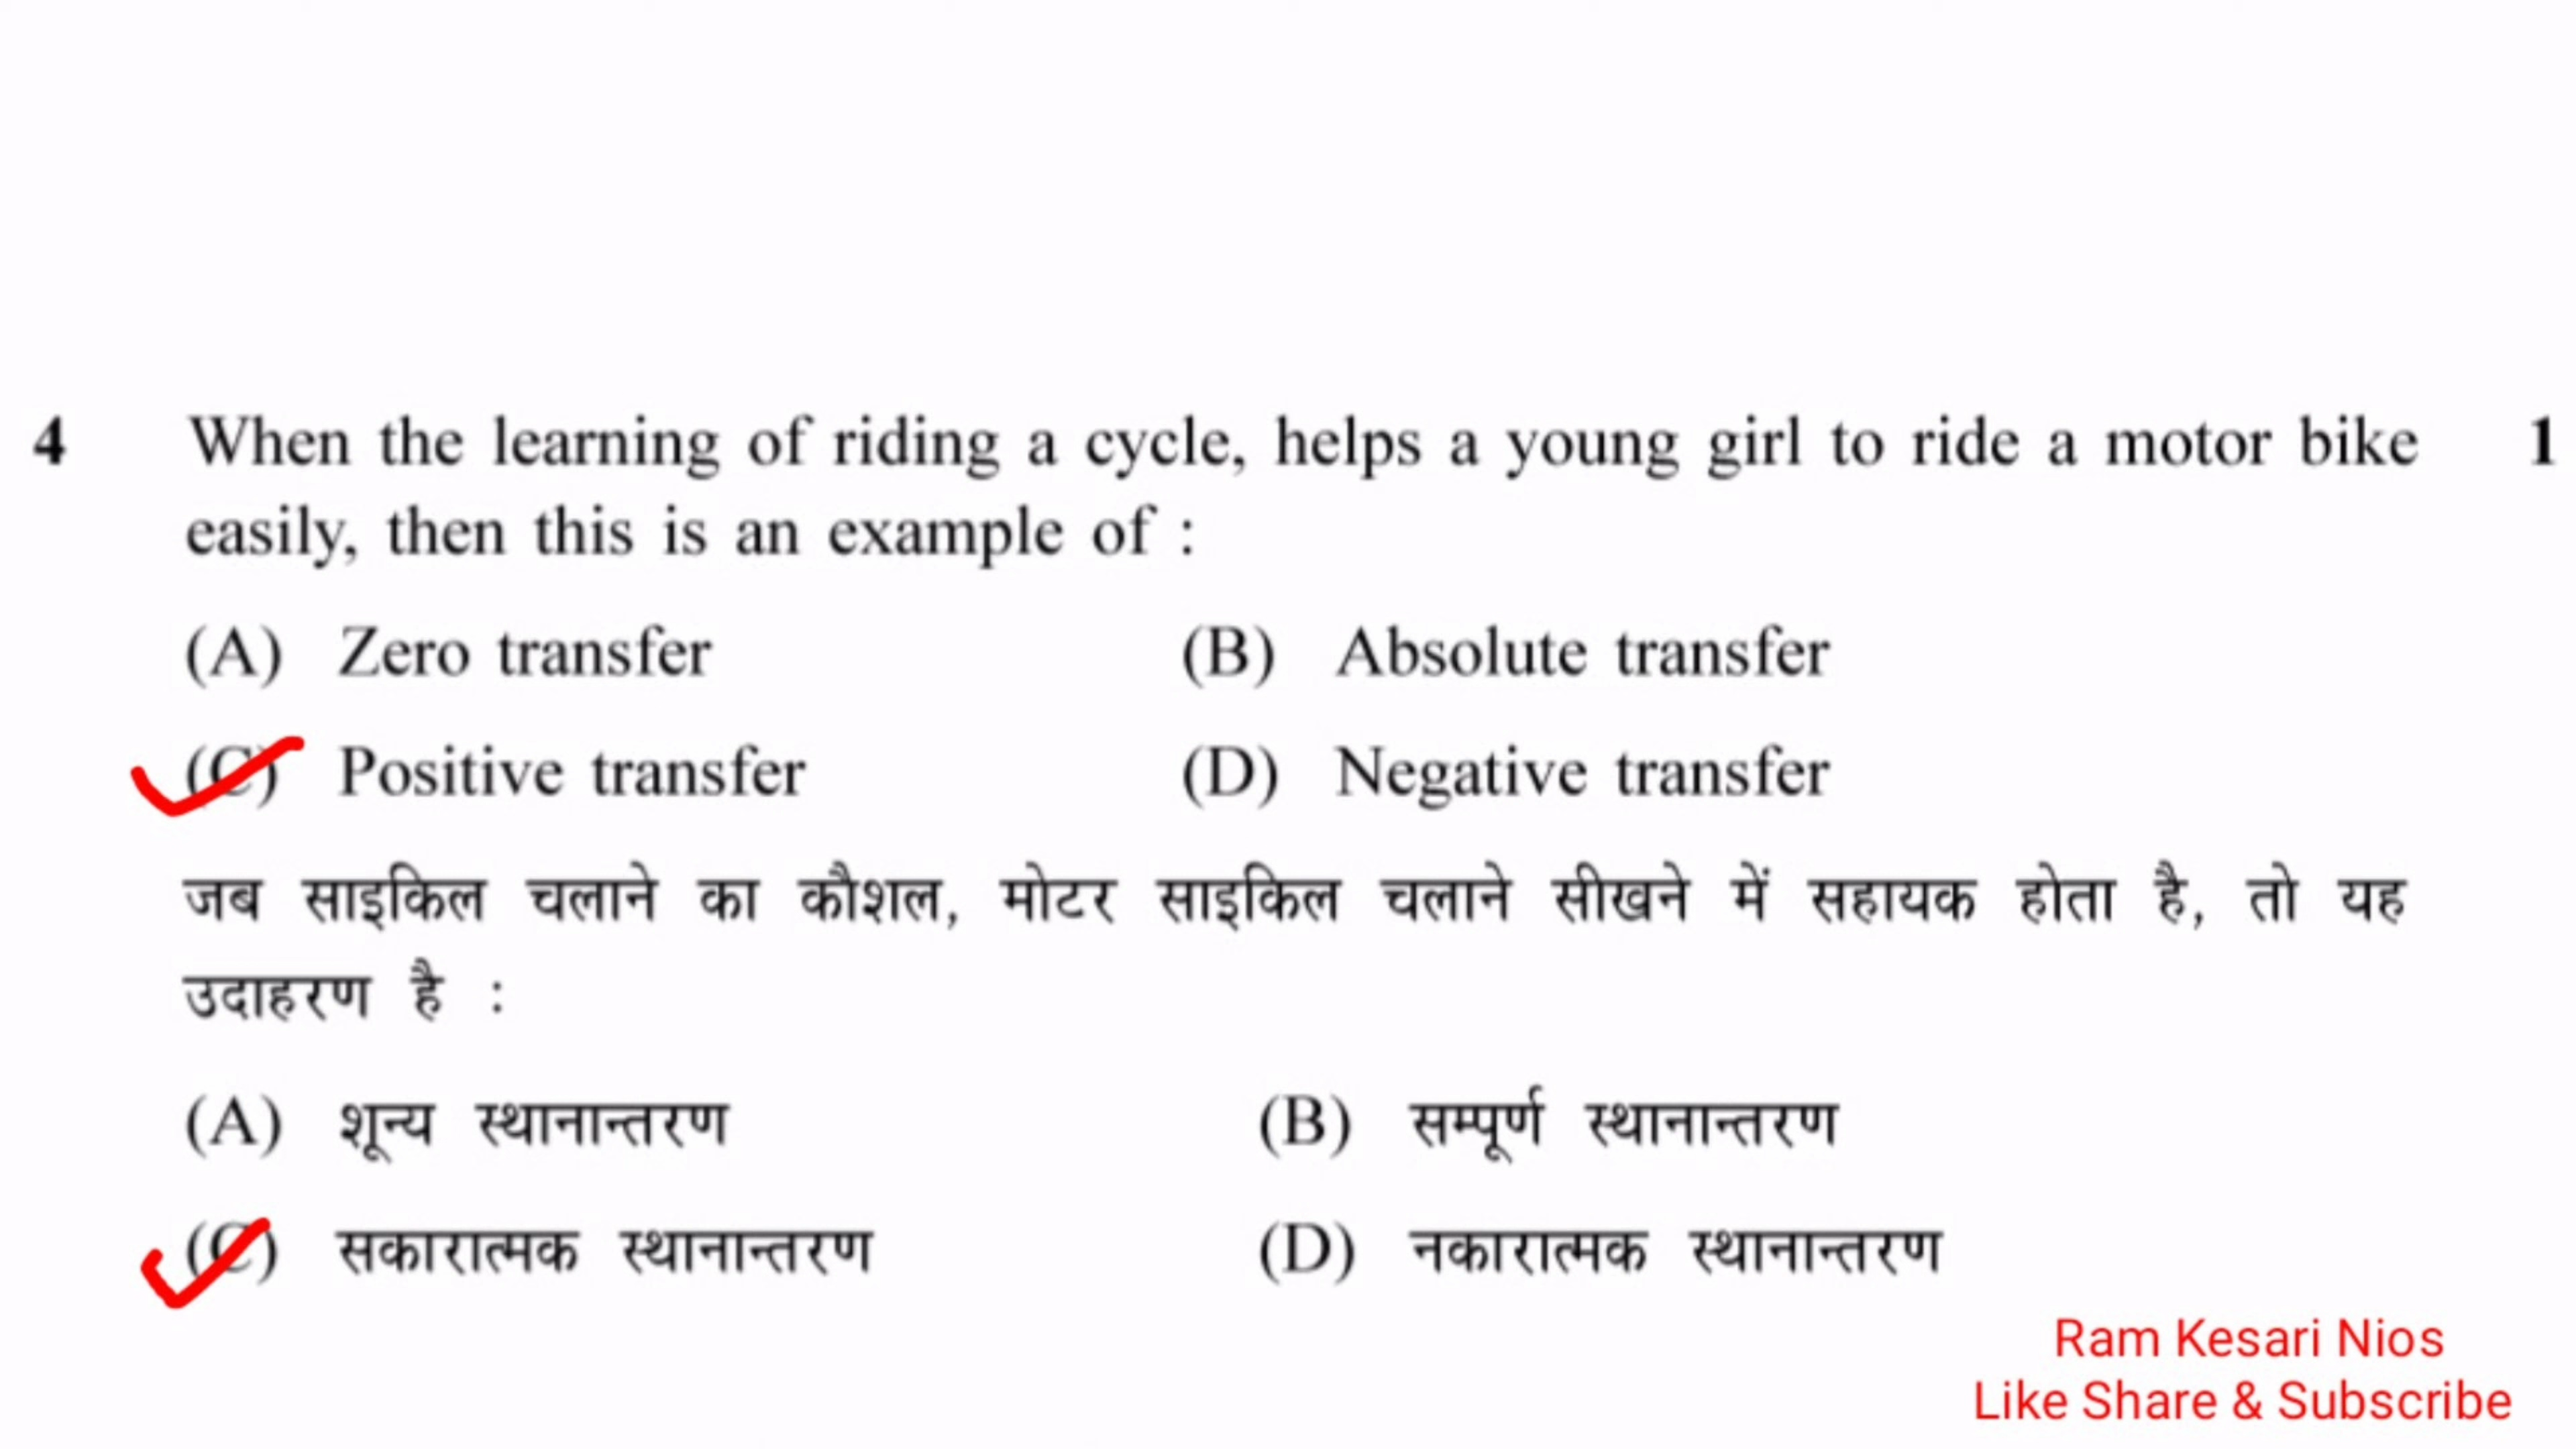 4 When the learning of riding a cycle, helps a young girl to ride a motor bike 1
easily, then this is an example of :
(A) Zero transfer (B) Absolute transfer
(C) Positive transfer (D) Negative transfer
जब साइकिल चलाने का कौशल, मोटर साइकिल चलाने सीखने में सहायक होता है, तो यह
उदाहरण है :
(A) शून्य स्थानान्तरण (B) सम्पूर्ण स्थानान्तरण
(C) सकारात्मक स्थानान्तरण (D) नकारात्मक स्थानान्तरण
Ram Kesari Nios
Like Share & Subscribe